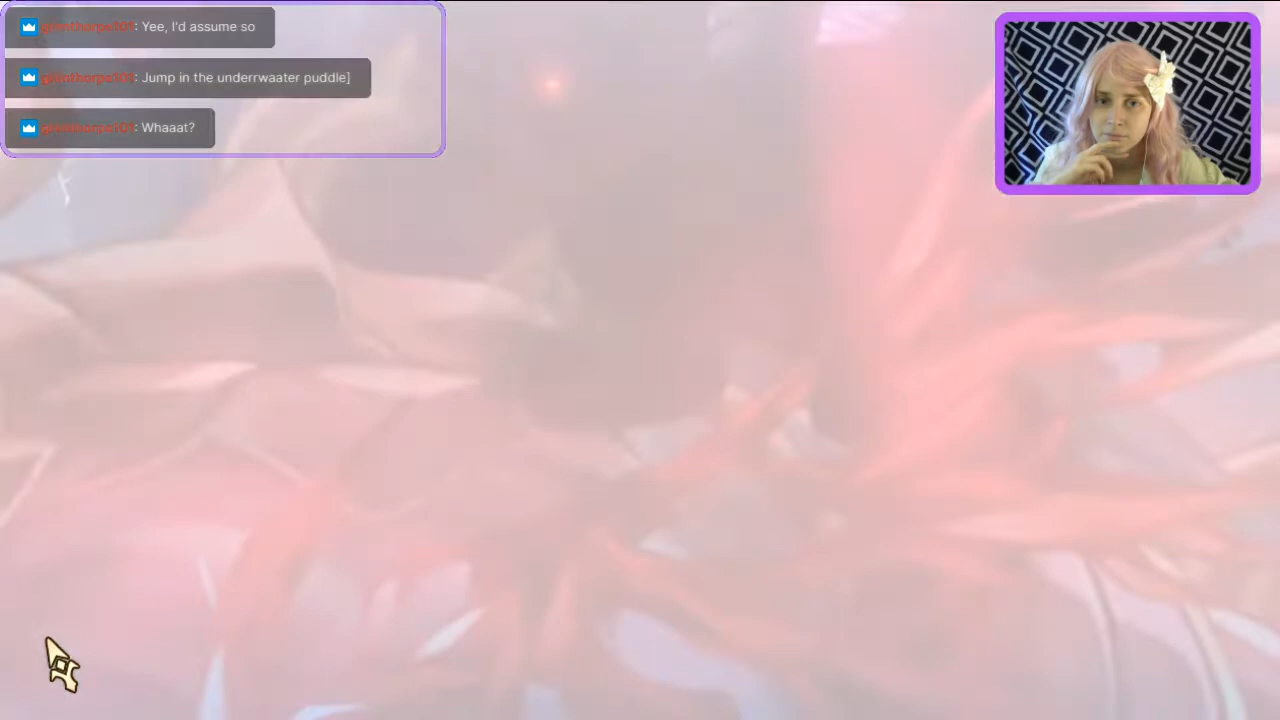 : Yee, I'd assume so
: Jump in the underrwaater puddle]
: Whaaat?